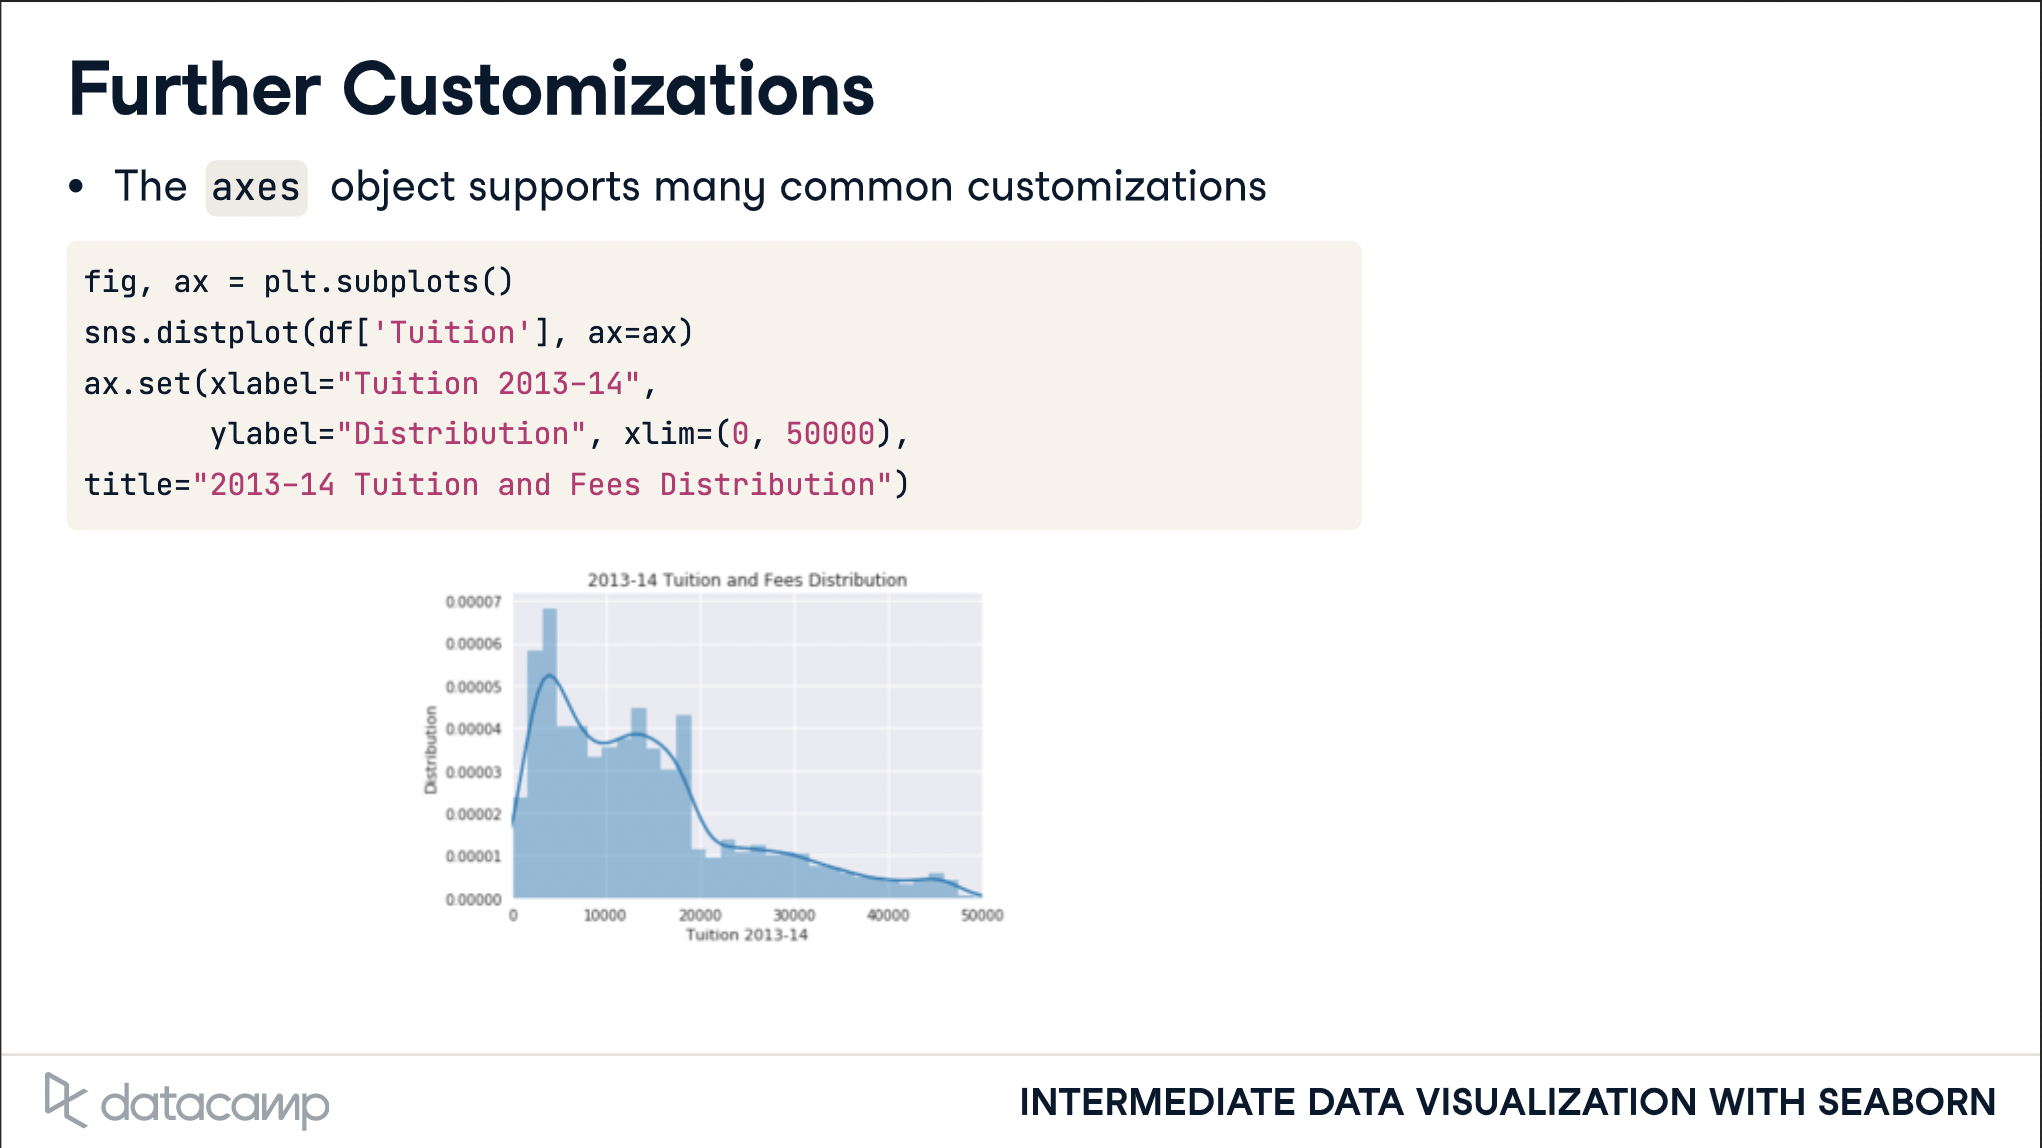 Further Customizations
• The axes object supports many common customizations
fig, ax = plt.subplots()
sns.distplot(df['Tuition'], ax=ax)
ax.set(xlabel="Tuition 2013-14",
       ylabel="Distribution", xlim=(0, 50000),
title="2013-14 Tuition and Fees Distribution")
2013-14 Tuition and Fees Distribution
0.00007
0.00006
0.00005
0.00004
0.00003
0.00002
0.00001
0.00000
Distribution
0 10000 20000 30000 40000 50000
Tuition 2013-14
datacamp
INTERMEDIATE DATA VISUALIZATION WITH SEABORN